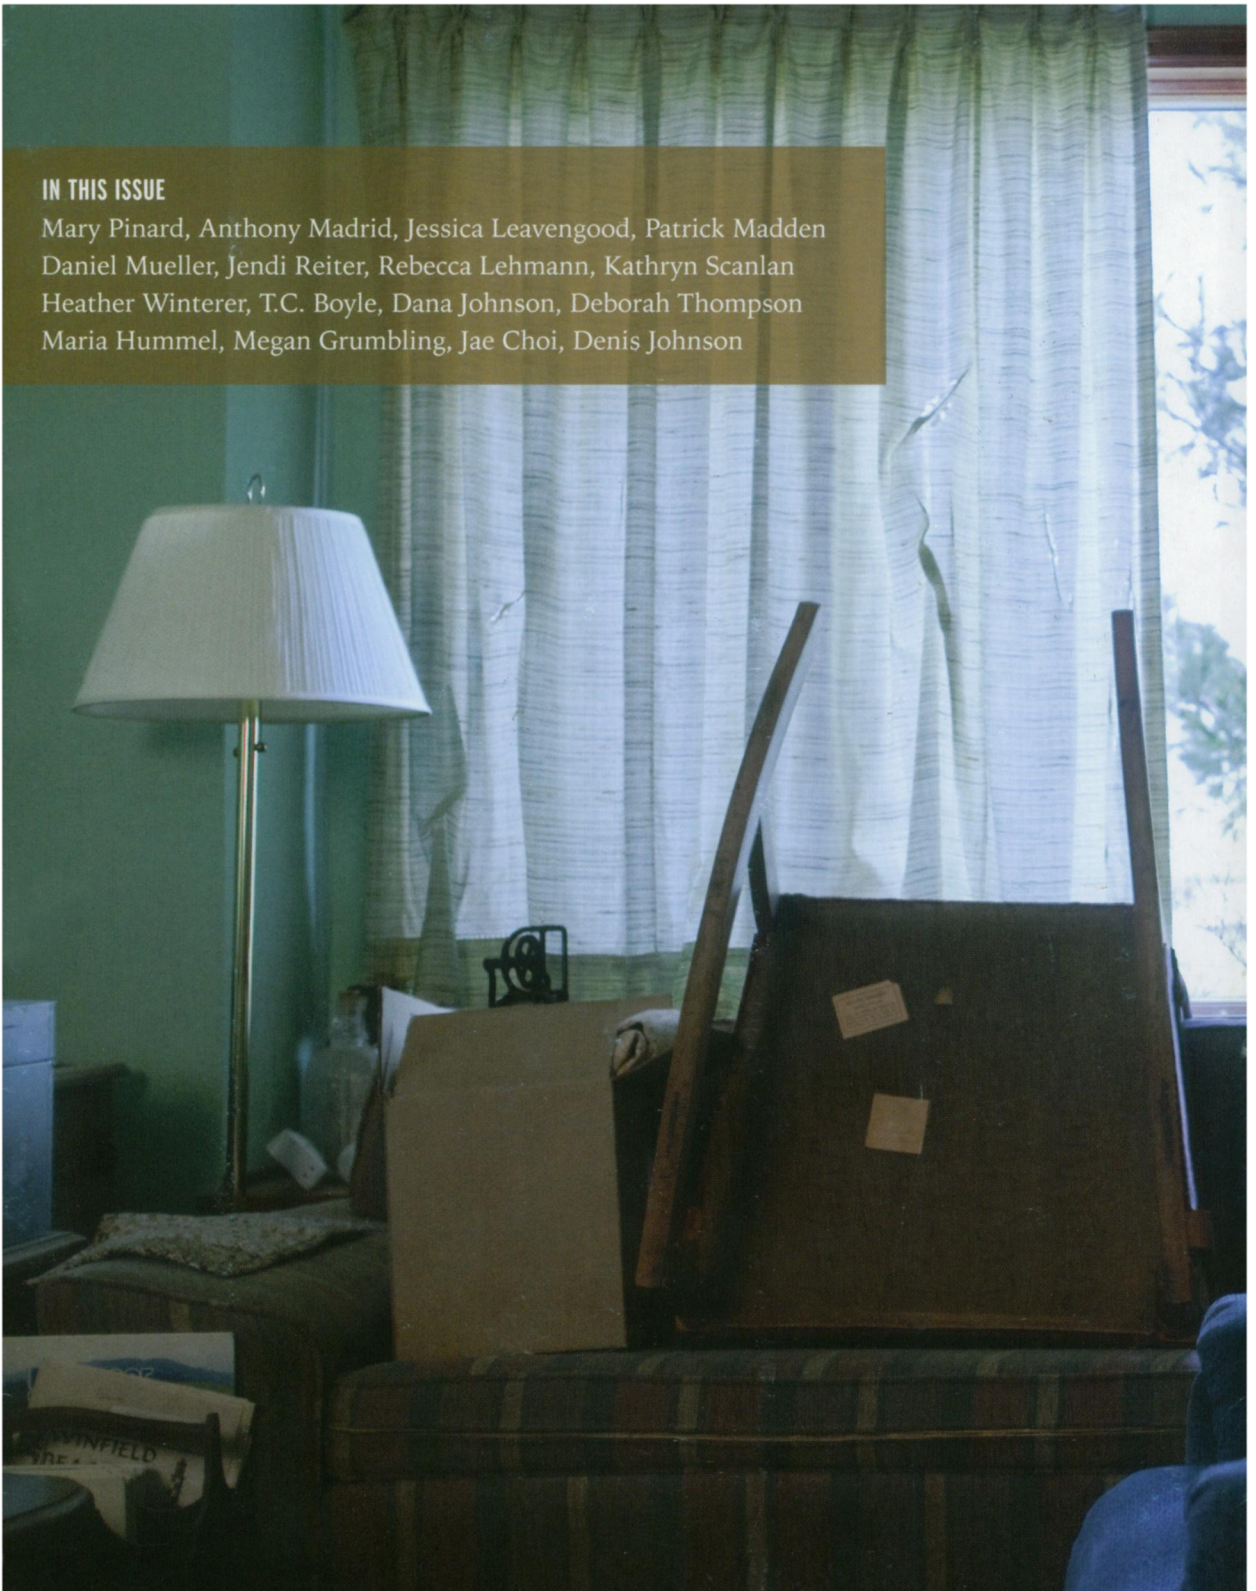 IN THIS ISSUE
Mary Pinard, Anthony Madrid, Jessica Leavengood, Patrick Madden
Daniel Mueller, Jendi Reiter, Rebecca Lehmann, Kathryn Scanlan
Heather Winterer, T.C. Boyle, Dana Johnson, Deborah Thompson
Maria Hummel, Megan Grumbling, Jae Choi, Denis Johnson
WINFIELD